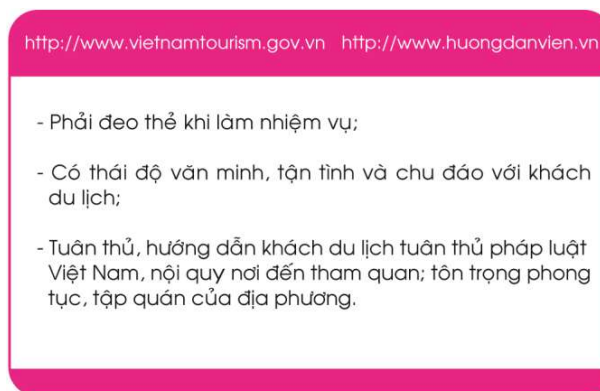 http://www.vietnamtourism.gov.vn http://www.huongdanvien.vn
- Phải đeo thẻ khi làm nhiệm vụ;
- Có thái độ văn minh, tận tình và chu đáo với khách
du lịch;
- Tuân thủ, hướng dẫn khách du lịch tuân thủ pháp luật
Việt Nam, nội quy nơi đến tham quan; tôn trọng phong
tục, tập quán của địa phương.